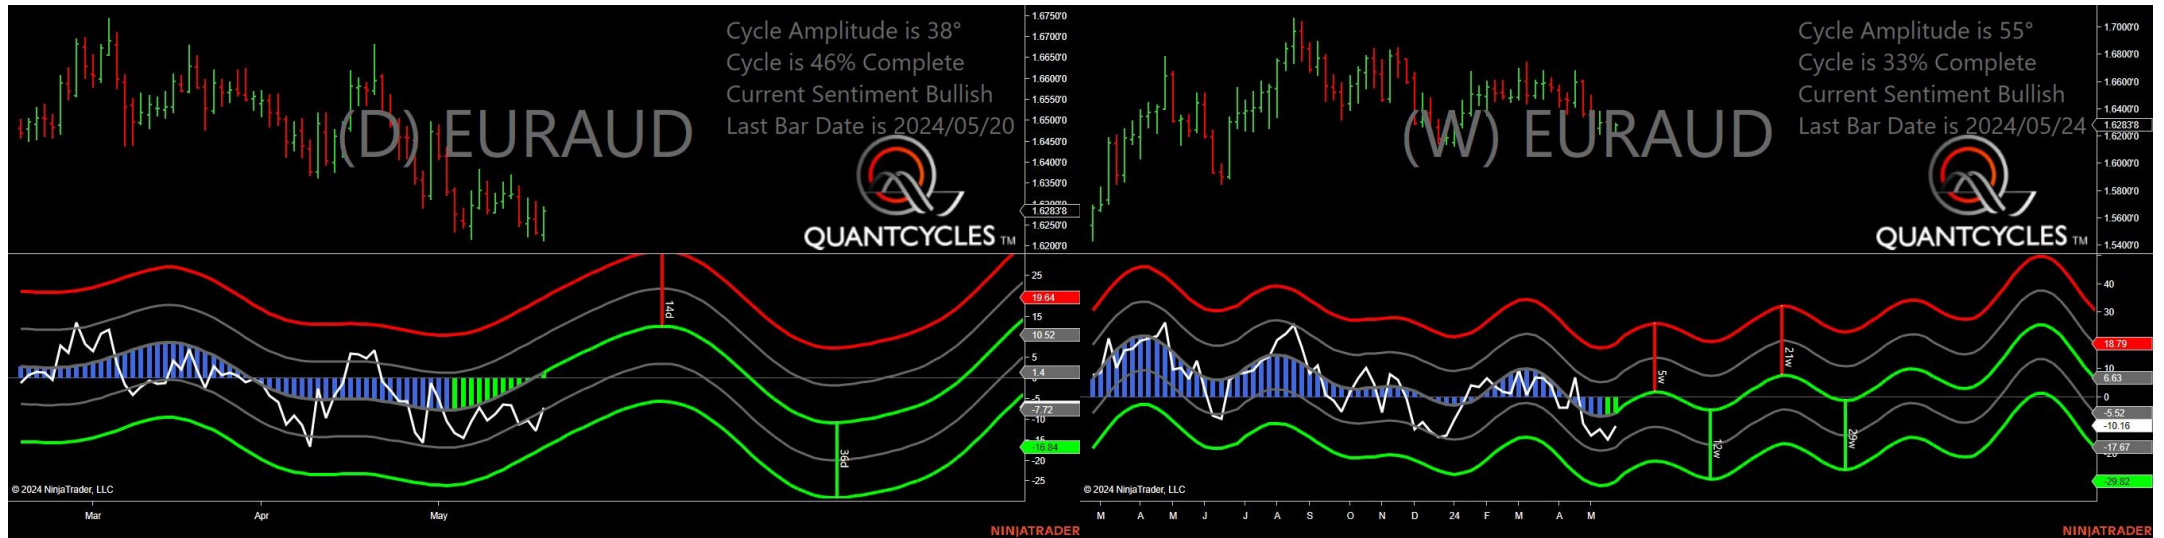 Cycle Amplitude is 38°
Cycle is 46% Complete
Current Sentiment Bullish
Last Bar Date is 2024/05/20
(D) EURAUD
QUANTCYCLES TM
1.6750'0
1.6700'0
1.6650'0
1.6600'0
1.6550'0
1.6500'0
1.6450'0
1.6400'0
1.6350'0
1.6283'8
1.6250'0
1.6200'0
14d
36d
25
19.64
15
10.52
5
1.4
-5
-7.72
-10
-15
-16.84
-20
-25
© 2024 NinjaTrader, LLC
Mar Apr May
NINJATRADER
Cycle Amplitude is 55°
Cycle is 33% Complete
Current Sentiment Bullish
Last Bar Date is 2024/05/24
(W) EURAUD
QUANTCYCLES TM
1.7000'0
1.6800'0
1.6600'0
1.6400'0
1.6283'8
1.6200'0
1.6000'0
1.5800'0
1.5600'0
1.5400'0
5w
12w
21w
29w
40
30
18.79
10
6.63
0
-5.52
-10.16
-17.67
-29.82
© 2024 NinjaTrader, LLC
M A M J J A S O N D 24 F M A M
NINJATRADER